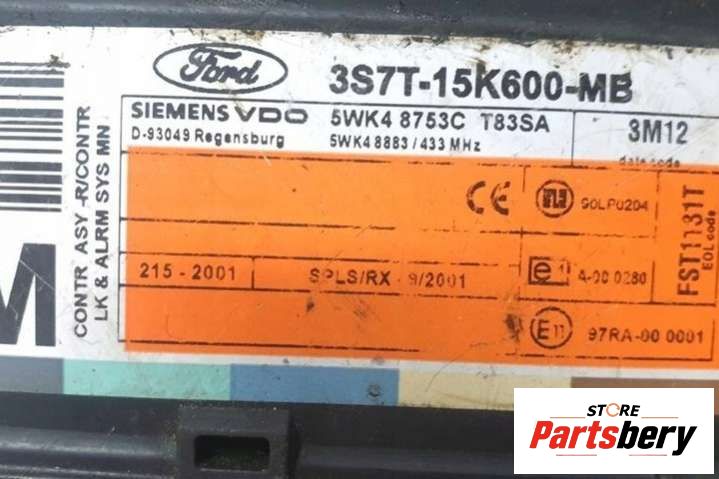 Ford
3S7T-15K600-MB
SIEMENS VDO
D-93049 Regensburg
5WK4 8753C T83SA
5WK4 8883 / 433 MHz
3M12
date code
CONTR ASY -R/CONTR
LK & ALRM SYS MN
M
CE
215 - 2001
SPLS/RX - 9/2001
e1
A-00 0280
E11
97RA-00 0001
FST1131T
EOL code
STORE
Partsbery